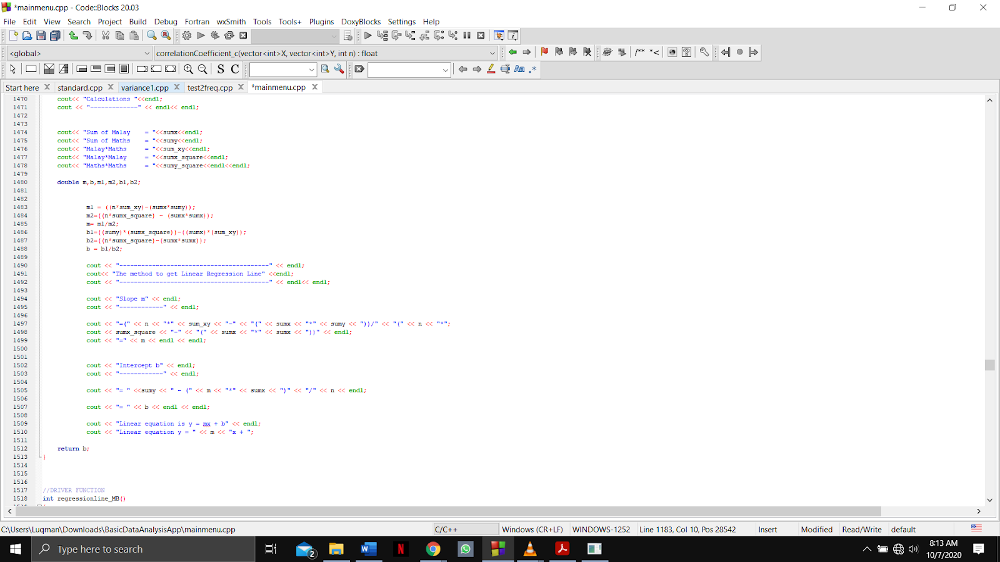 *mainmenu.cpp - Code::Blocks 20.03
File Edit View Search Project Build Debug Fortran wxSmith Tools Tools+ Plugins DoxyBlocks Settings Help
<global> correlationCoefficient_c(vector<int>X, vector<int>Y, int n) : float
/** *<
S C
Aa .*
Start here standard.cpp variance1.cpp test2freq.cpp *mainmenu.cpp
1470 cout<< "Calculations "<<endl;
1471 cout << "-------------" << endl<< endl;
1472
1473
1474 cout<< "Sum of Malay    = "<<sumx<<endl;
1475 cout<< "Sum of Maths    = "<<sumy<<endl;
1476 cout<< "Malay*Maths     = "<<sum_xy<<endl;
1477 cout<< "Malay*Malay     = "<<sumx_square<<endl;
1478 cout<< "Maths*Maths     = "<<sumy_square<<endl<<endl;
1479
1480 double m,b,m1,m2,b1,b2;
1481
1482
1483 m1 = ((n*sum_xy)-(sumx*sumy));
1484 m2=((n*sumx_square) - (sumx*sumx));
1485 m= m1/m2;
1486 b1=((sumy)*(sumx_square))-((sumx)*(sum_xy));
1487 b2=((n*sumx_square)-(sumx*sumx));
1488 b = b1/b2;
1489
1490 cout << "-----------------------------------------" << endl;
1491 cout<< "The method to get Linear Regression Line" <<endl;
1492 cout << "-----------------------------------------" << endl<< endl;
1493
1494 cout << "Slope m" << endl;
1495 cout << "------------" << endl;
1496
1497 cout << "=(" << n << "*" << sum_xy << "-" << "(" << sumx << "*" << sumy << "))/" << "(" << n << "*";
1498 cout << sumx_square << "-" << "(" << sumx << "*" << sumx << "))" << endl;
1499 cout << "=" << m << endl << endl;
1500
1501
1502 cout << "Intercept b" << endl;
1503 cout << "------------" << endl;
1504
1505 cout << "= " <<sumy << " - (" << m << "*" << sumx << ")" << "/" << n << endl;
1506
1507 cout << "= " << b << endl << endl;
1508
1509 cout << "Linear equation is y = mx + b" << endl;
1510 cout << "Linear equation y = " << m << "x + ";
1511
1512 return b;
1513 }
1514
1515
1516
1517 //DRIVER FUNCTION
1518 int regressionline_MB()
C:\Users\Luqman\Downloads\BasicDataAnalysisApp\mainmenu.cpp C/C++ Windows (CR+LF) WINDOWS-1252 Line 1183, Col 10, Pos 28542 Insert Modified Read/Write default
Type here to search 2 W N 8:13 AM
10/7/2020